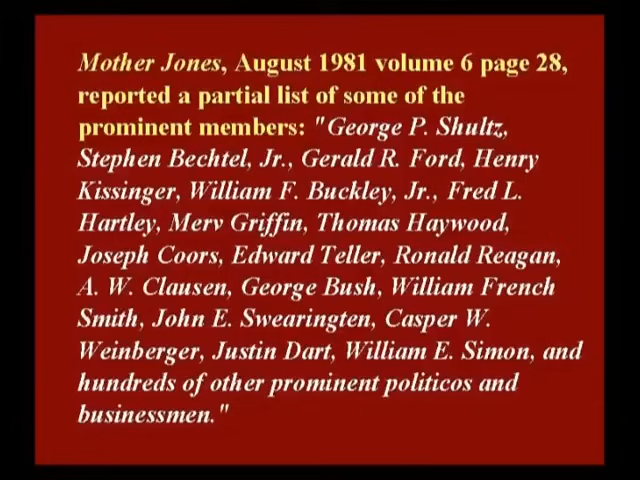 Mother Jones, August 1981 volume 6 page 28,
reported a partial list of some of the
prominent members: "George P. Shultz,
Stephen Bechtel, Jr., Gerald R. Ford, Henry
Kissinger, William F. Buckley, Jr., Fred L.
Hartley, Merv Griffin, Thomas Haywood,
Joseph Coors, Edward Teller, Ronald Reagan,
A. W. Clausen, George Bush, William French
Smith, John E. Swearingten, Casper W.
Weinberger, Justin Dart, William E. Simon, and
hundreds of other prominent politicos and
businessmen."